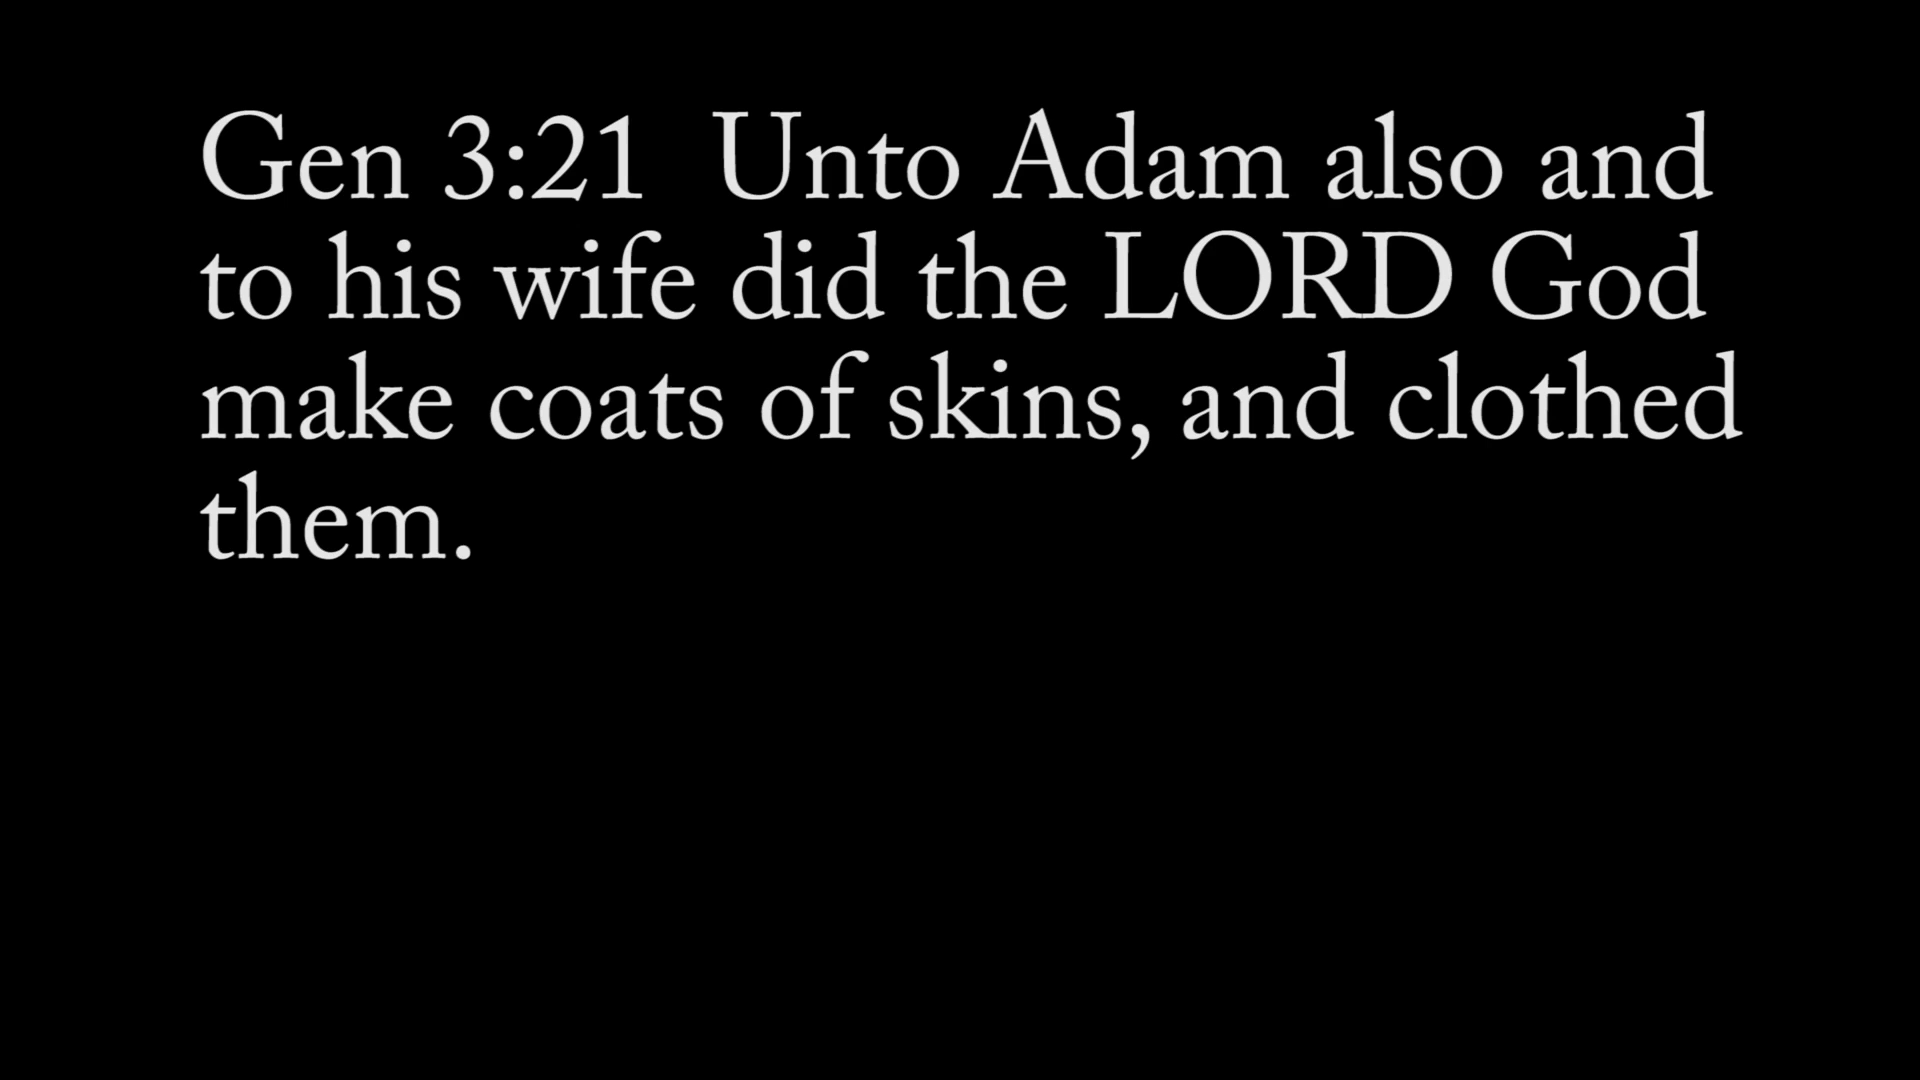 Gen 3:21  Unto Adam also and
to his wife did the LORD God
make coats of skins, and clothed
them.